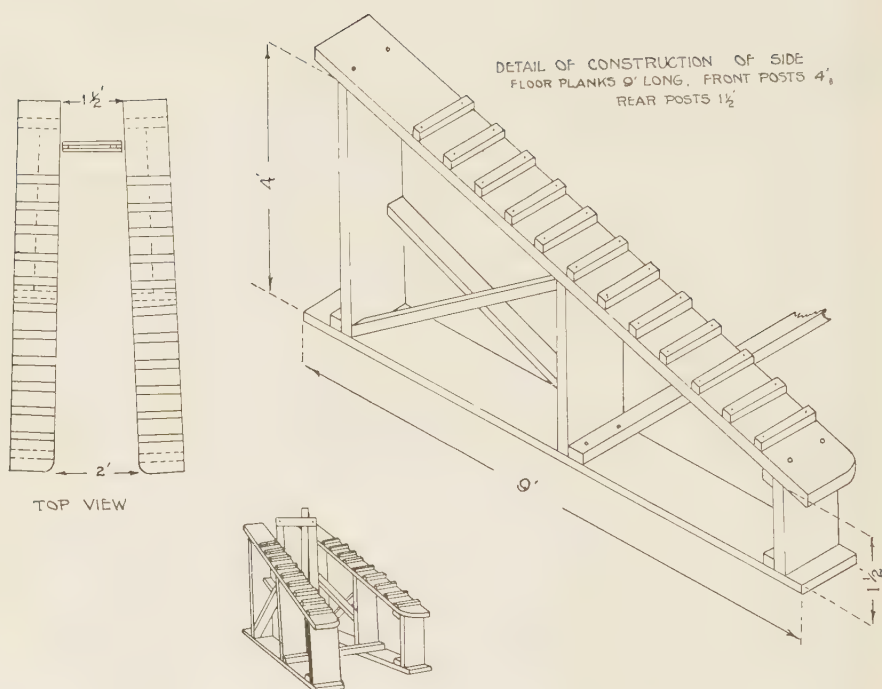 DETAIL OF CONSTRUCTION OF SIDE
FLOOR PLANKS 9' LONG, FRONT POSTS 4',
REAR POSTS 1½'
1½'
4'
2'
TOP VIEW
9'
1½'